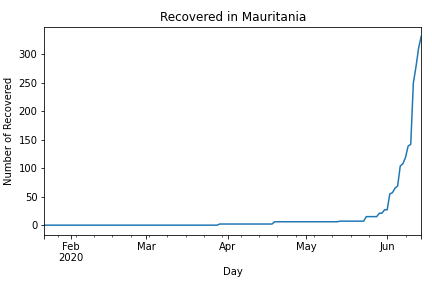 Recovered in Mauritania
Number of Recovered
300
250
200
150
100
50
0
Feb
2020
Mar
Apr
May
Jun
Day